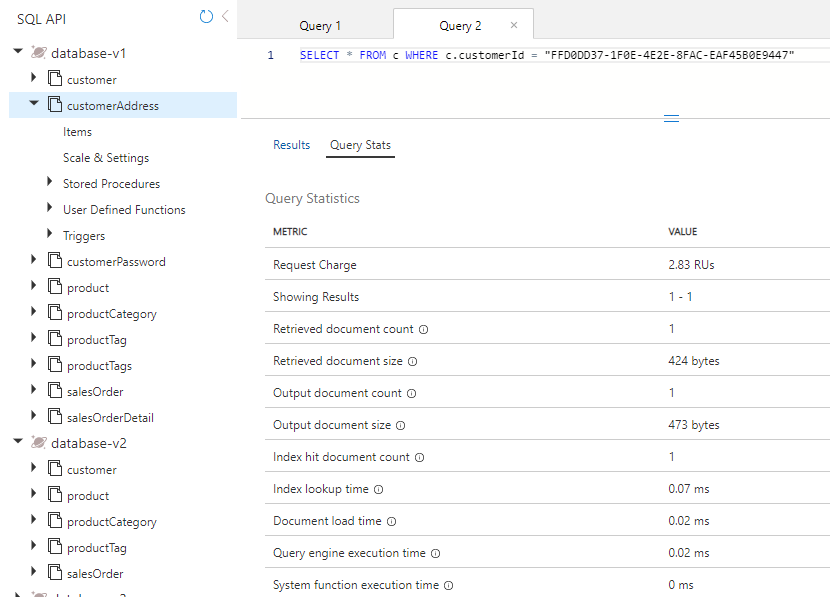 SQL API
database-v1
customer
customerAddress
Items
Scale & Settings
Stored Procedures
User Defined Functions
Triggers
customerPassword
product
productCategory
productTag
productTags
salesOrder
salesOrderDetail
database-v2
customer
product
productCategory
productTag
salesOrder
Query 1
Query 2 ×
1 SELECT * FROM c WHERE c.customerId = "FFD0DD37-1F0E-4E2E-8FAC-EAF45B0E9447"
Results Query Stats
Query Statistics
METRIC VALUE
Request Charge 2.83 RUs
Showing Results 1 - 1
Retrieved document count 1
Retrieved document size 424 bytes
Output document count 1
Output document size 473 bytes
Index hit document count 1
Index lookup time 0.07 ms
Document load time 0.02 ms
Query engine execution time 0.02 ms
System function execution time 0 ms